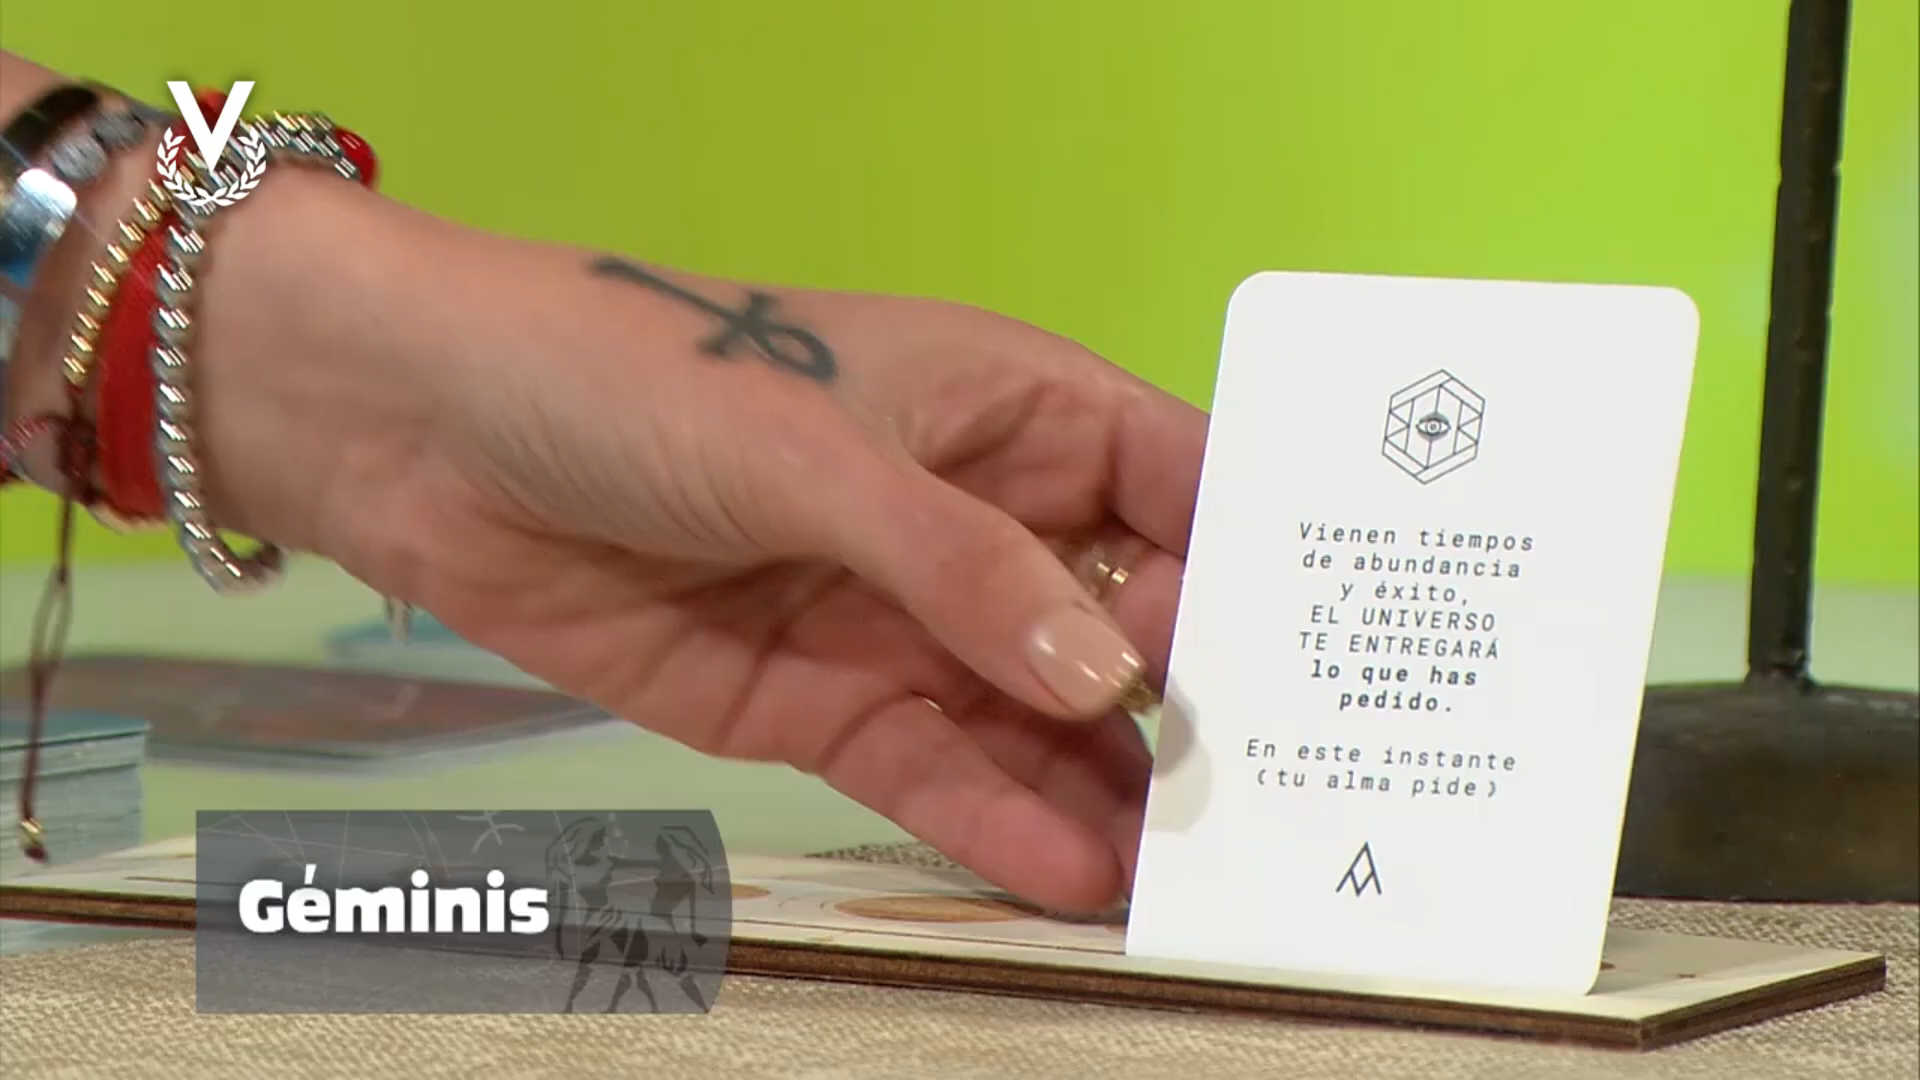 V
Vienen tiempos
de abundancia
y éxito,
EL UNIVERSO
TE ENTREGARÁ
lo que has
pedido.
En este instante
(tu alma pide)
Géminis